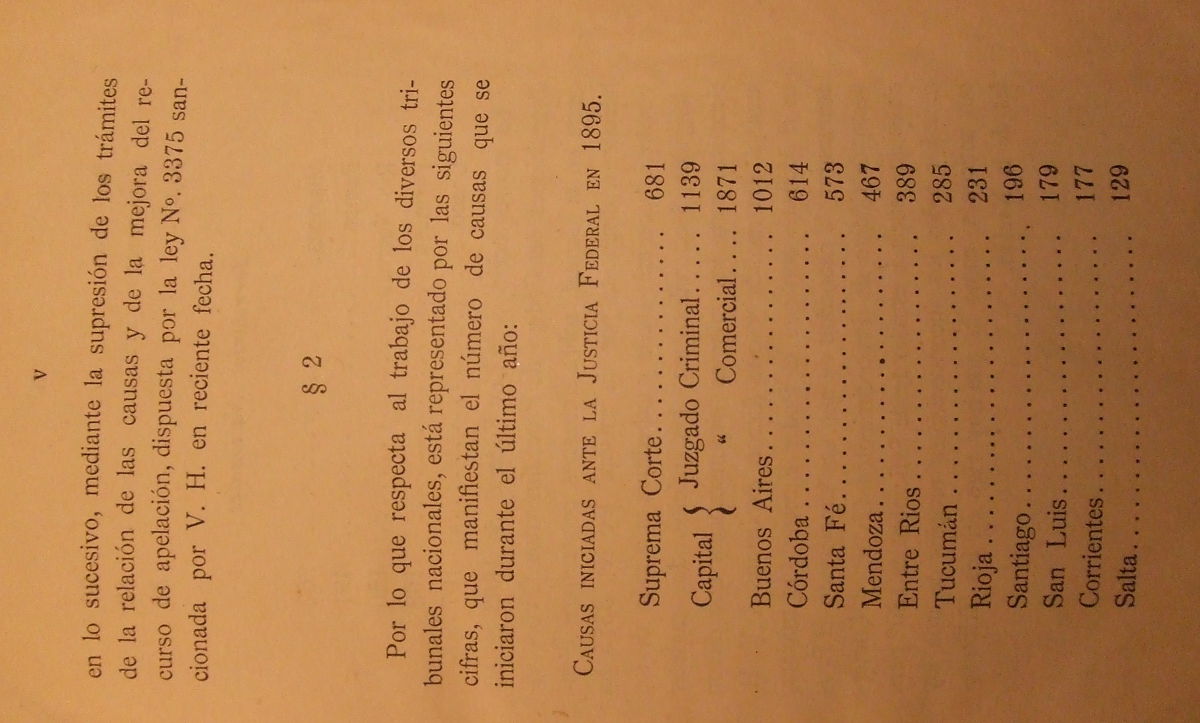 V
en lo sucesivo, mediante la supresión de los trámites
de la relación de las causas y de la mejora del re-
curso de apelación, dispuesta por la ley Nº. 3375 san-
cionada por V. H. en reciente fecha.
§ 2
Por lo que respecta al trabajo de los diversos tri-
bunales nacionales, está representado por las siguientes
cifras, que manifiestan el número de causas que se
iniciaron durante el último año:
CAUSAS INICIADAS ANTE LA JUSTICIA FEDERAL EN 1895.
Suprema Corte.................... 681
Capital { Juzgado Criminal..... 1139
“ Comercial.... 1871
Buenos Aires.................... 1012
Córdoba........................ 614
Santa Fé........................ 573
Mendoza........................ 467
Entre Rios...................... 389
Tucumán........................ 285
Rioja............................ 231
Santiago........................ 196
San Luis........................ 179
Corrientes...................... 177
Salta............................ 129